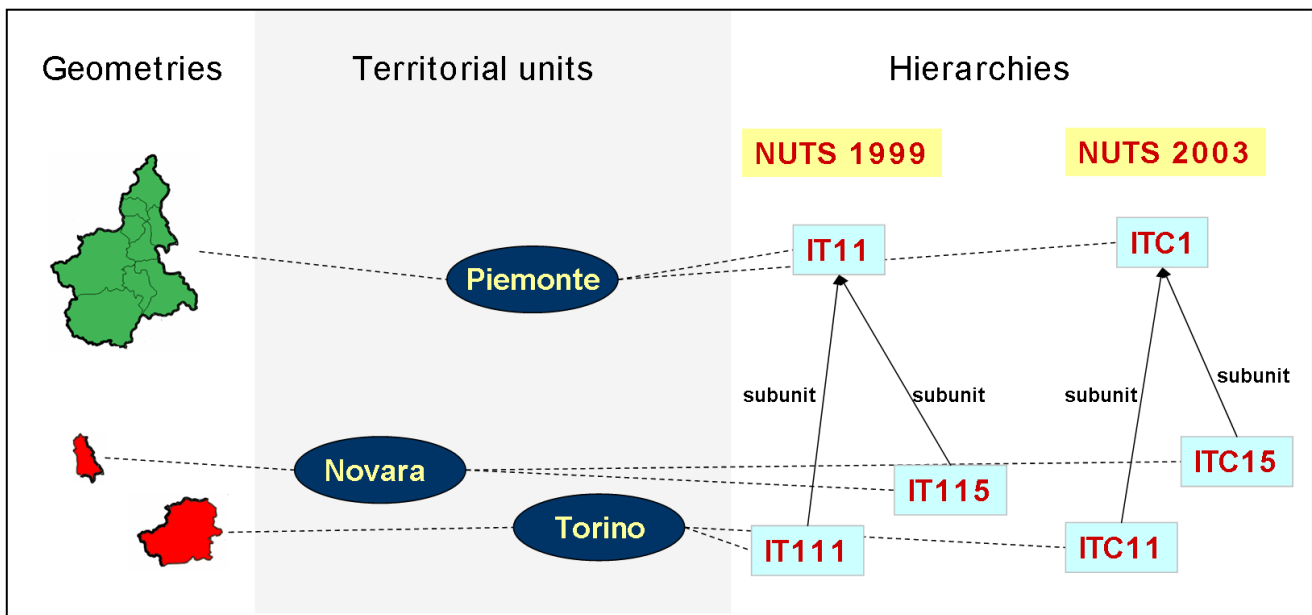 Geometries
Territorial units
Hierarchies
NUTS 1999
NUTS 2003
Piemonte
IT11
ITC1
subunit
subunit
subunit
subunit
Novara
IT115
ITC15
Torino
IT111
ITC11